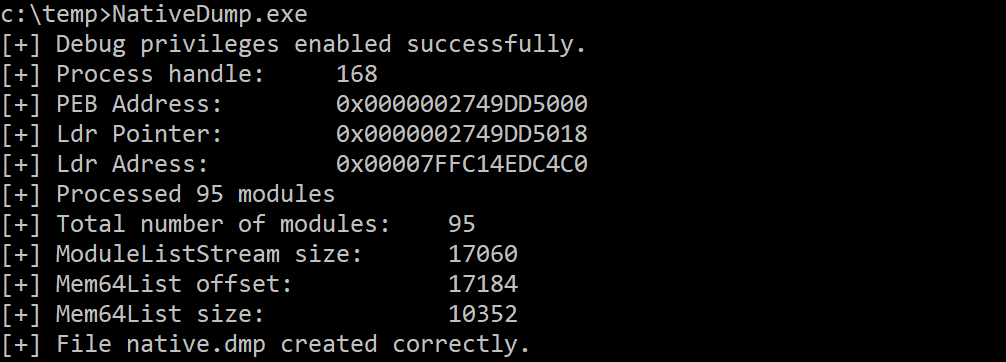 c:\temp>NativeDump.exe
[+] Debug privileges enabled successfully.
[+] Process handle: 168
[+] PEB Address: 0x0000002749DD5000
[+] Ldr Pointer: 0x0000002749DD5018
[+] Ldr Adress: 0x00007FFC14EDC4C0
[+] Processed 95 modules
[+] Total number of modules: 95
[+] ModuleListStream size: 17060
[+] Mem64List offset: 17184
[+] Mem64List size: 10352
[+] File native.dmp created correctly.